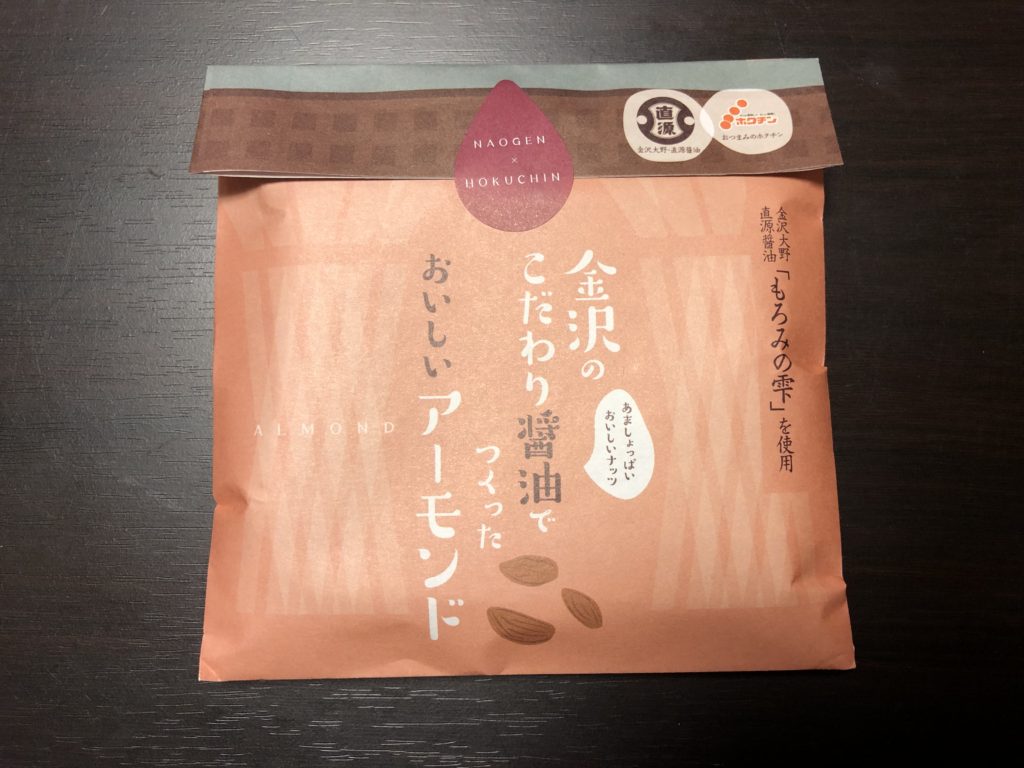 NAOGEN
×
HOKUCHIN
直源
金沢大野・直源醤油
ホクチン
おつまみのホクチン
金沢大野
直源醤油
「もろみの雫」を使用
金沢の
こだわり醤油で
つくった
おいしいアーモンド
あましょっぱい
おいしいナッツ
ALMOND